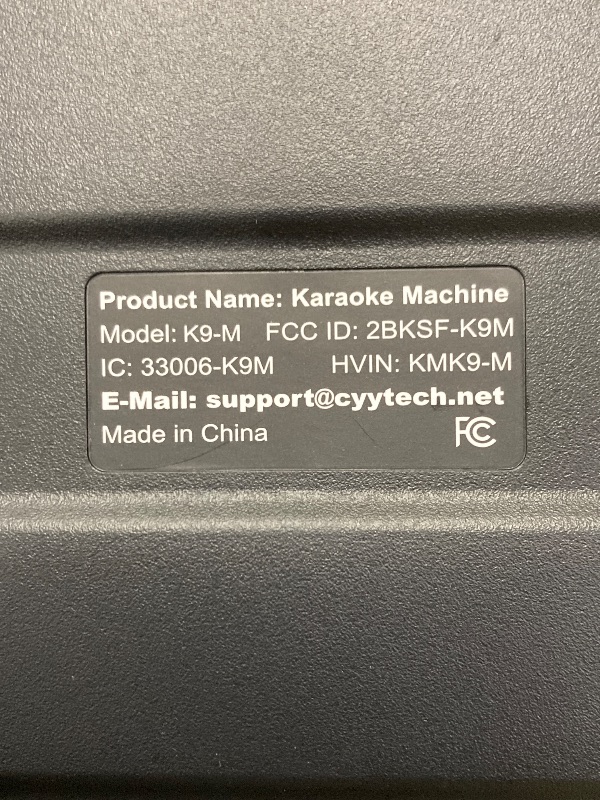 Product Name: Karaoke Machine
Model: K9-M FCC ID: 2BKSF-K9M
IC: 33006-K9M HVIN: KMK9-M
E-Mail: support@cyytech.net
Made in China FC